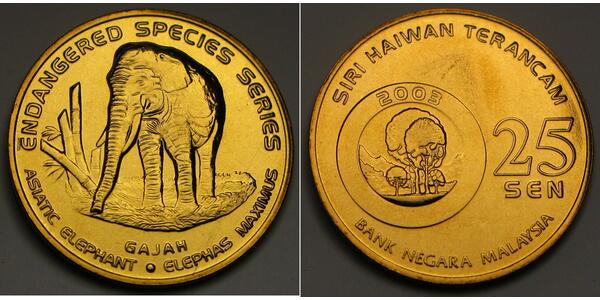 ENDANGERED SPECIES SERIES
GAJAH
ASIATIC ELEPHANT • ELEPHAS MAXIMUS
SIRI HAIWAN TERANCAM
2003
25
SEN
BANK NEGARA MALAYSIA